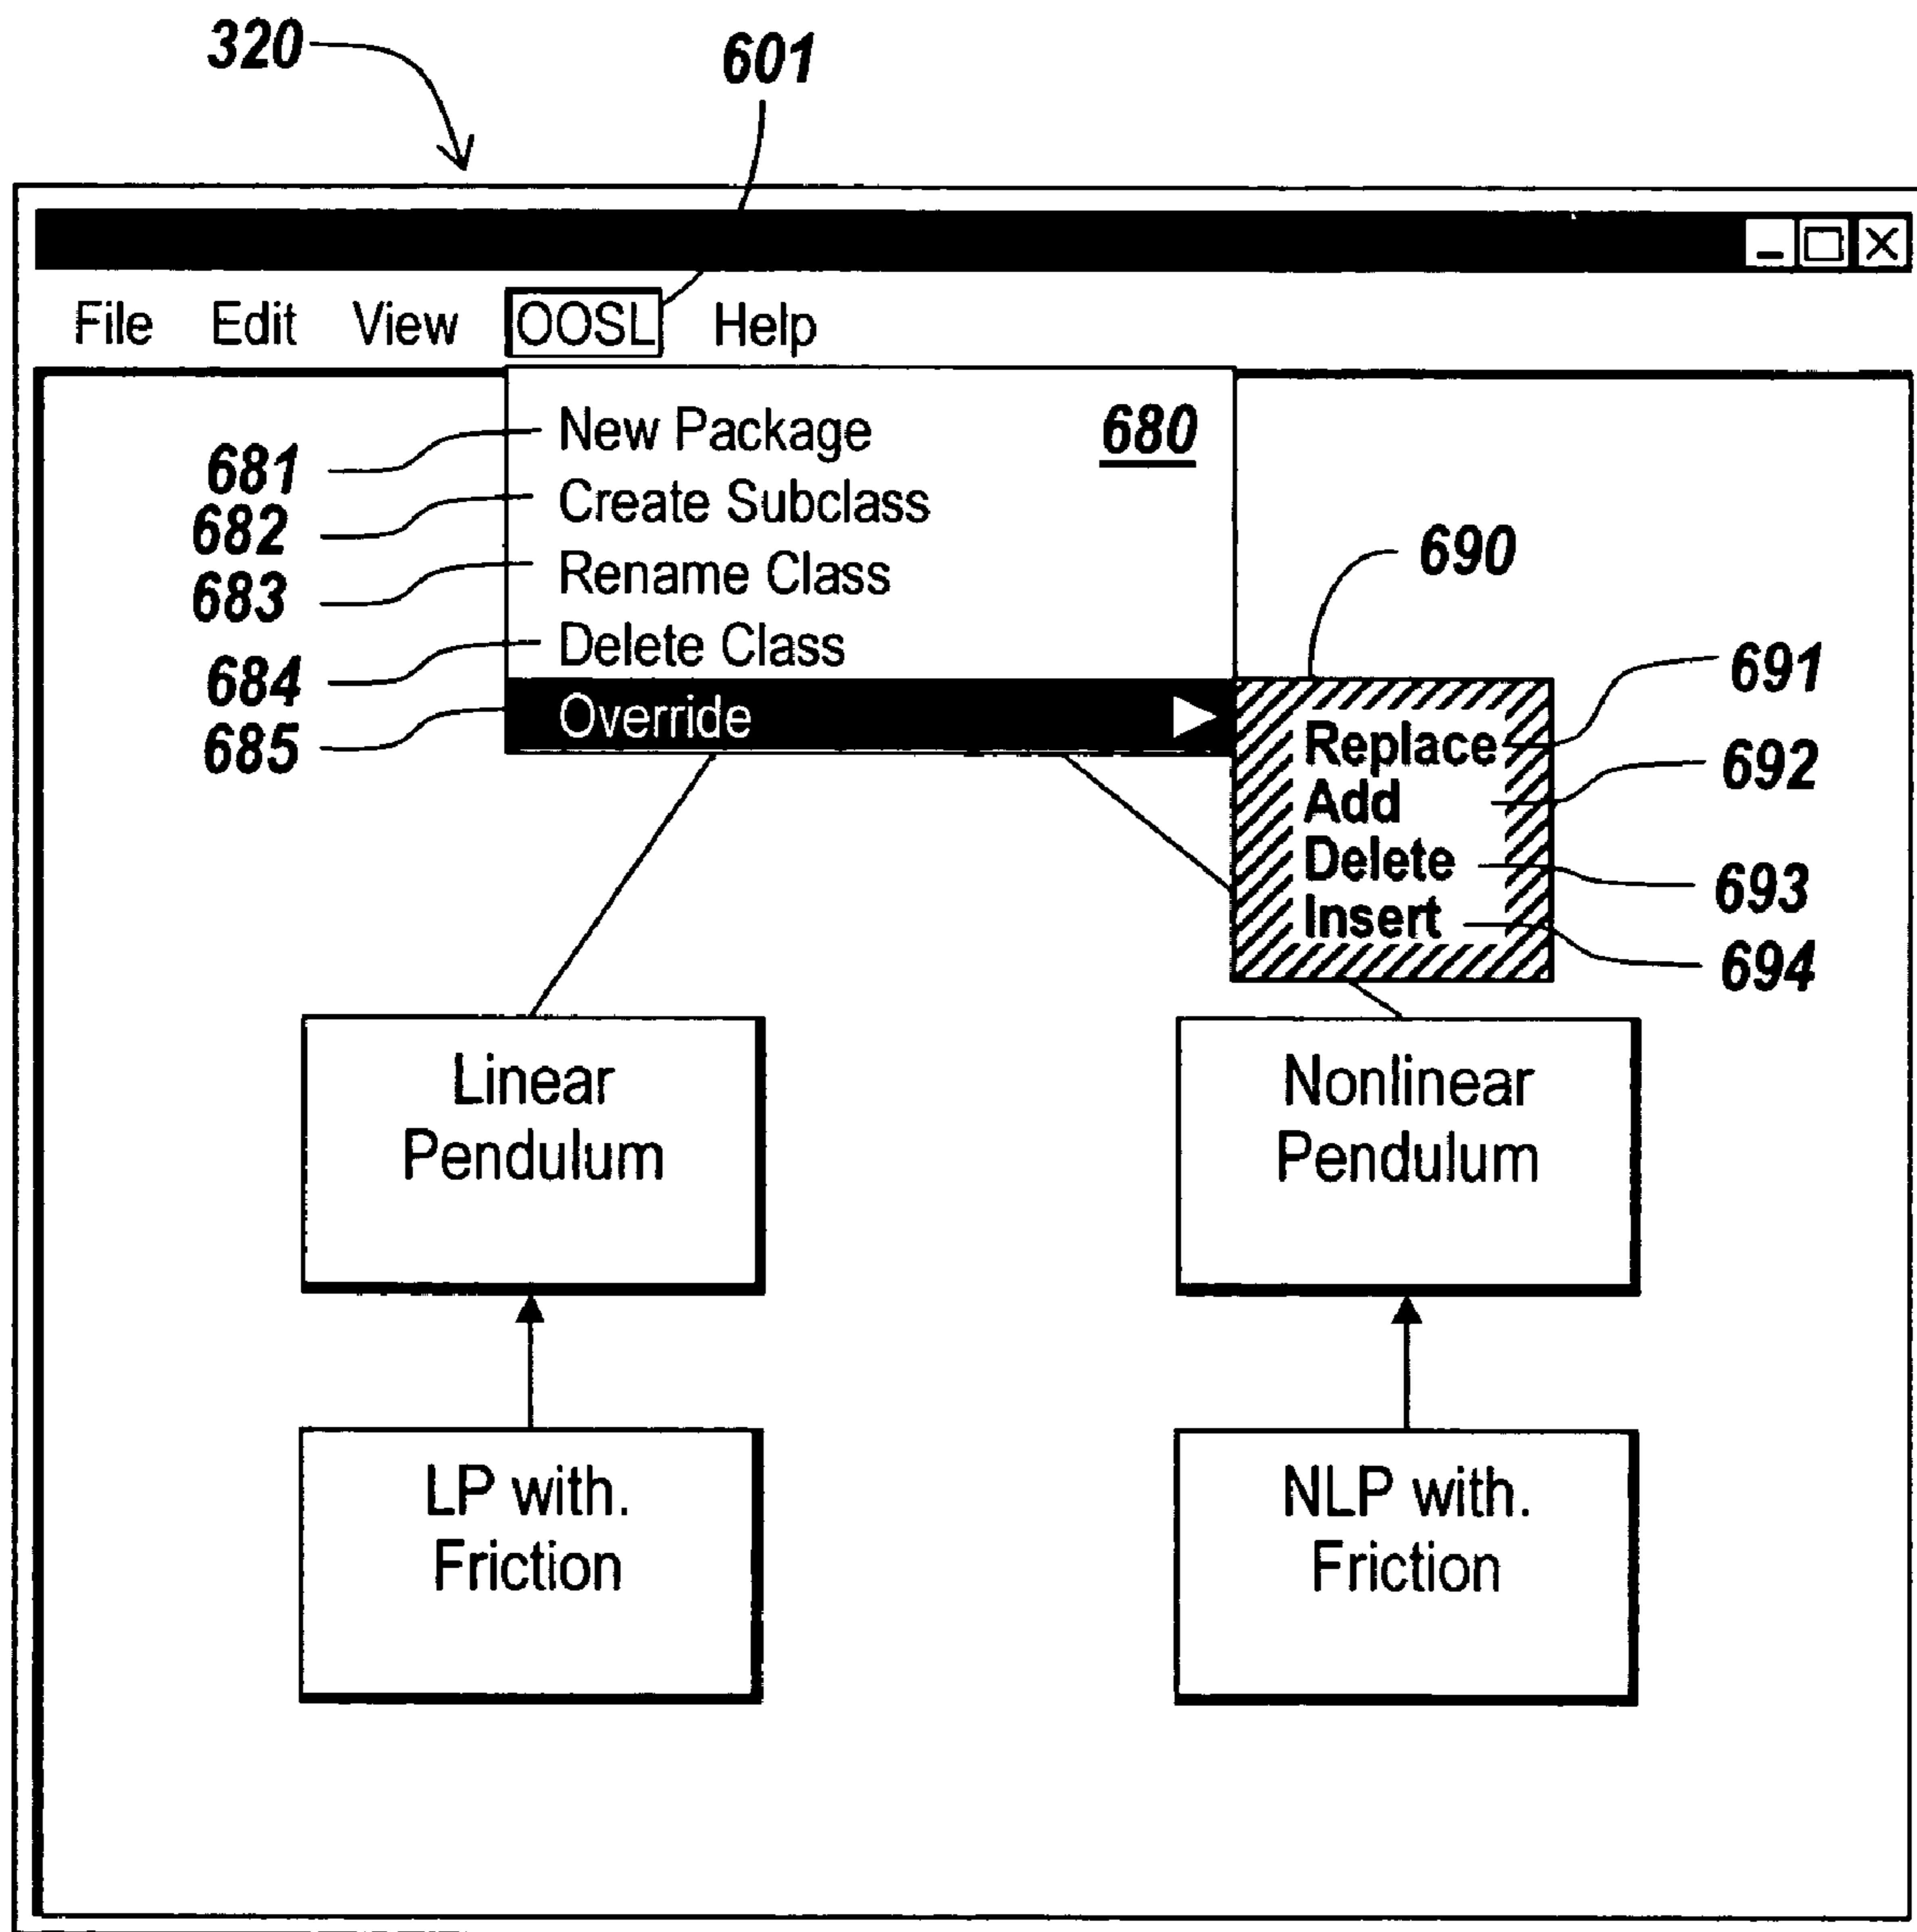 320
601
File Edit View OOSL Help
680
681 New Package
682 Create Subclass
683 Rename Class
684 Delete Class
685 Override
690
Replace 691
Add 692
Delete 693
Insert 694
Linear
Pendulum
Nonlinear
Pendulum
LP with.
Friction
NLP with.
Friction